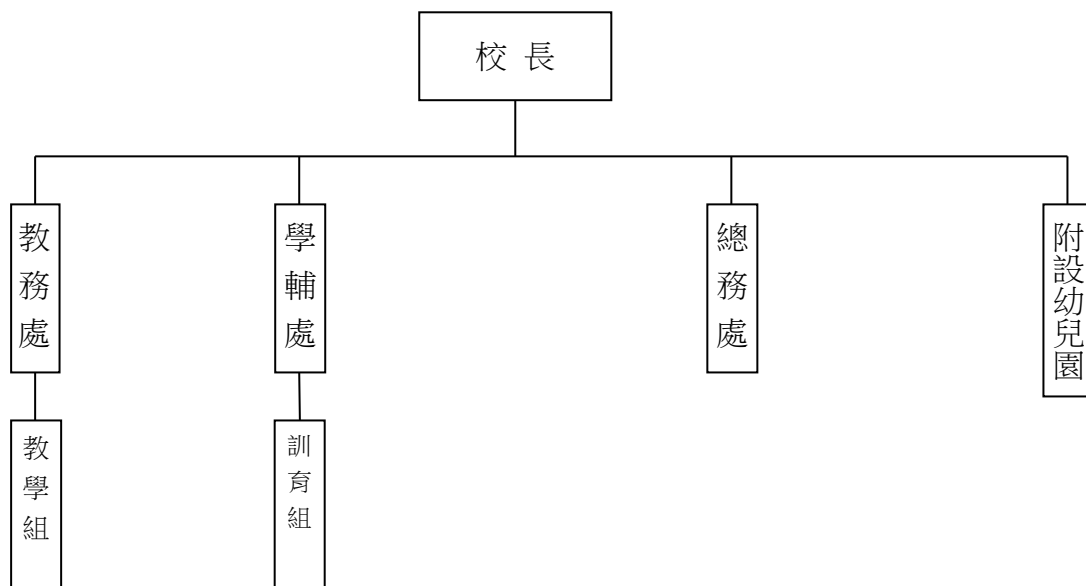 校長
教務處
學輔處
總務處
附設幼兒園
教學組
訓育組